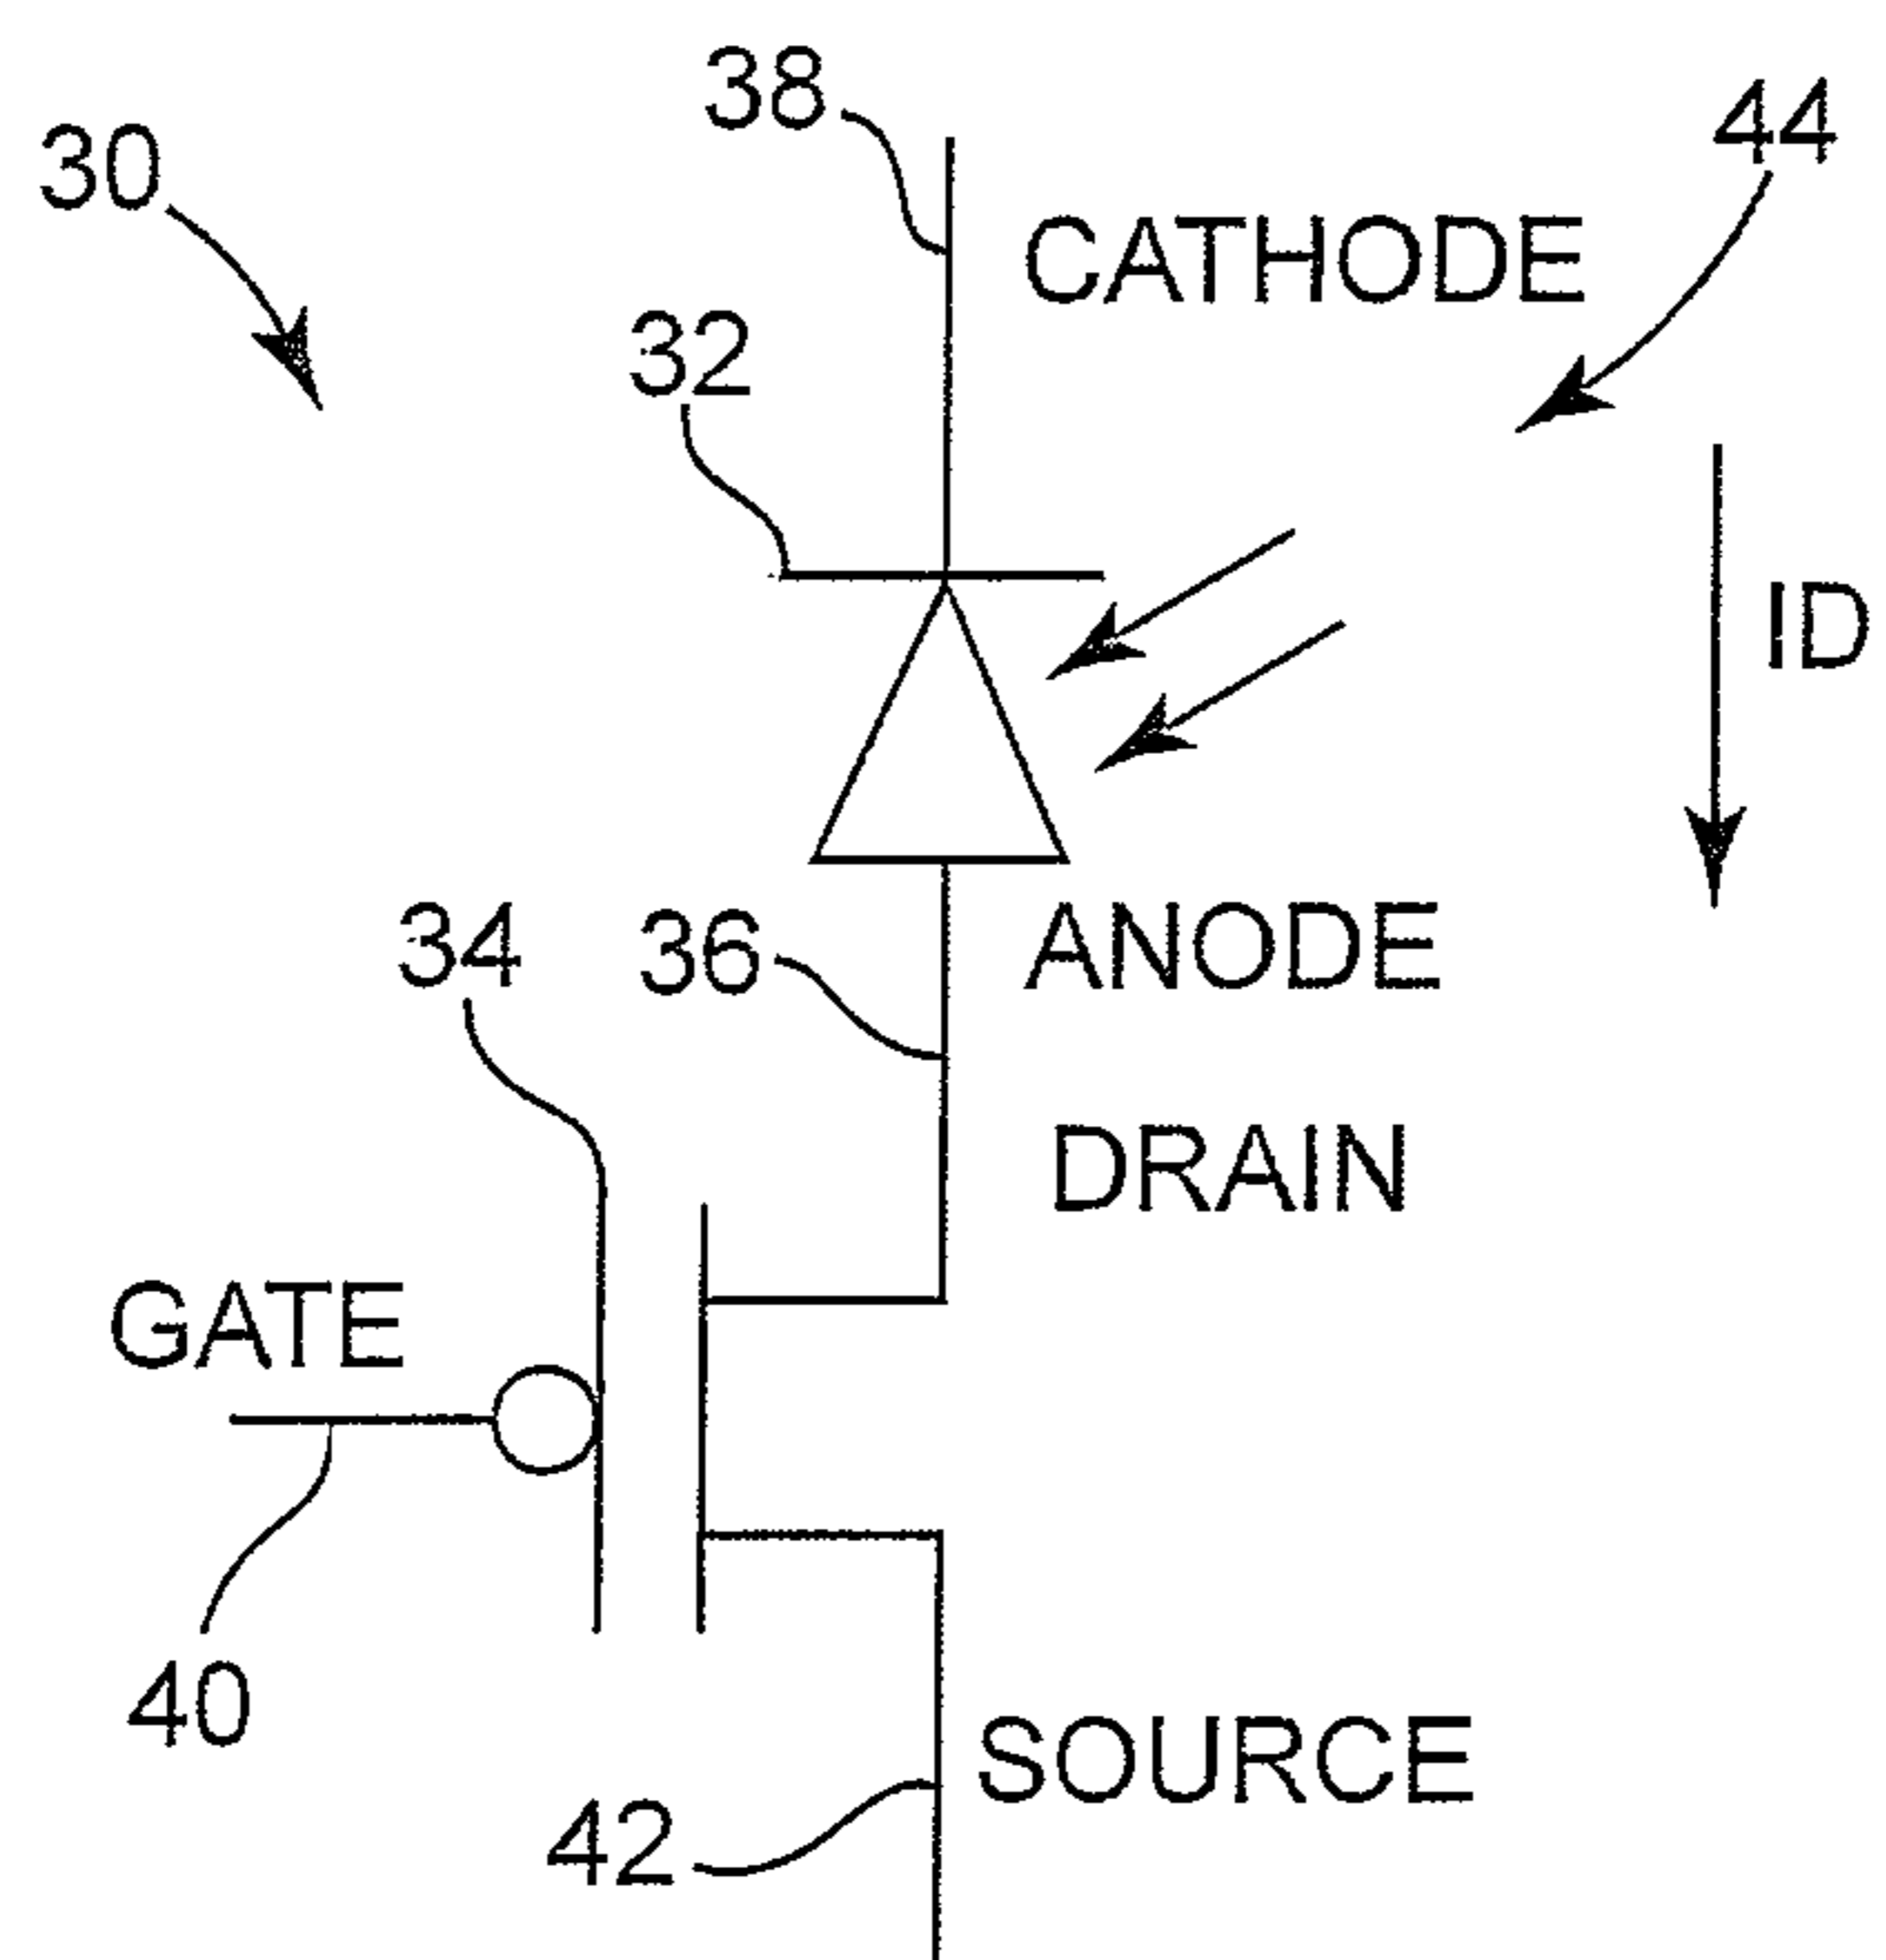 38
44
30
CATHODE
32
ID
34
36
ANODE
DRAIN
GATE
40
SOURCE
42